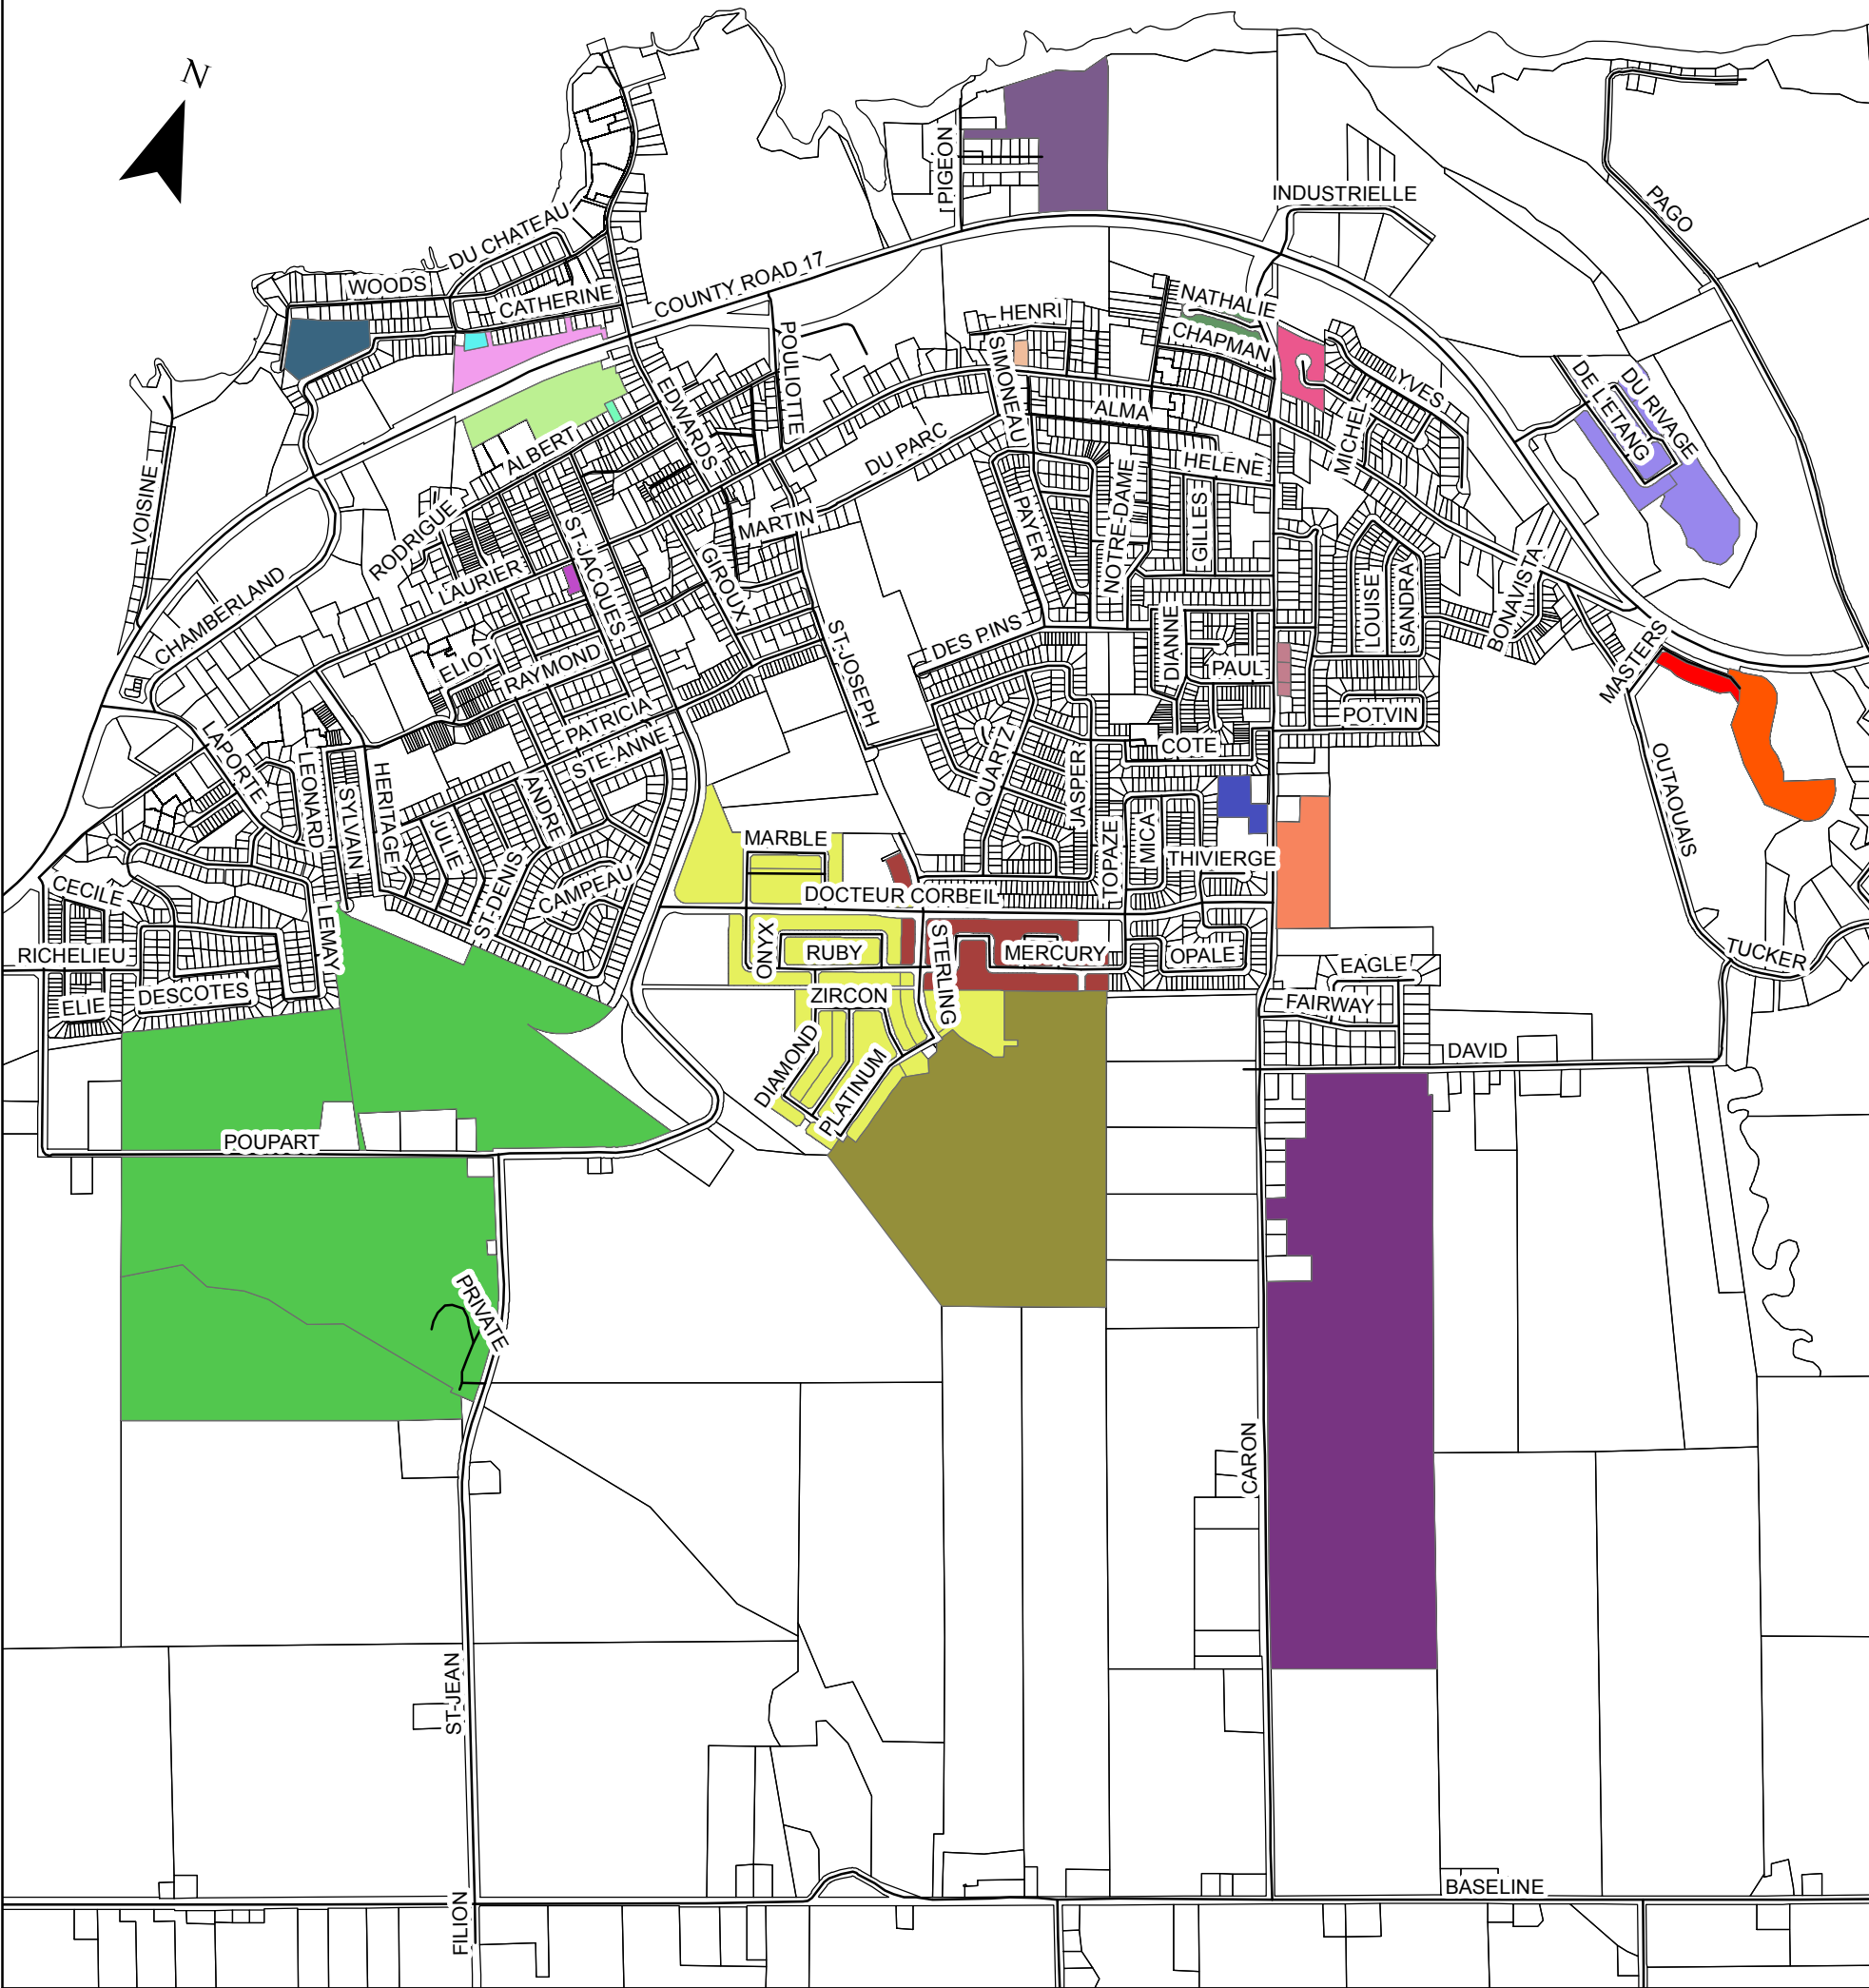 N
PIGEON
INDUSTRIELLE
PAGO
DU CHATEAU
WOODS
CATHERINE
COUNTY ROAD 17
NATHALIE
HENRI
CHAPMAN
POULIOTTE
SIMONEAU
YVES
DE L'ETANG
DU RIVAGE
EDWARDS
ALMA
MICHEL
ALBERT
DU PARC
HELENE
VOISINE
RODRIGUE
ST-JACQUES
MARTIN
PAYER
NOTRE-DAME
GILLES
LAURIER
GIROUX
CHAMBERLAND
LOUISE
SANDRA
BONAVISTA
ELIOT
RAYMOND
ST-JOSEPH
DES PINS
DIANNE
PAUL
MASTERS
PATRICIA
POTVIN
LAPORTE
STE-ANNE
QUARTZ
COTE
LEONARD
SYLVAIN
HERITAGE
JULIE
ANDRE
JASPER
TOPAZE
MICA
OUTAOUAIS
MARBLE
THIVIERGE
CECILE
CAMPEAU
DOCTEUR CORBEIL
LEMAY
ST-DENIS
RICHELIEU
ONYX
RUBY
STERLING
MERCURY
OPALE
TUCKER
EAGLE
ELIE
DESCOTES
ZIRCON
FAIRWAY
DIAMOND
PLATINUM
DAVID
POUPART
PRIVATE
CARON
ST-JEAN
BASELINE
FILION